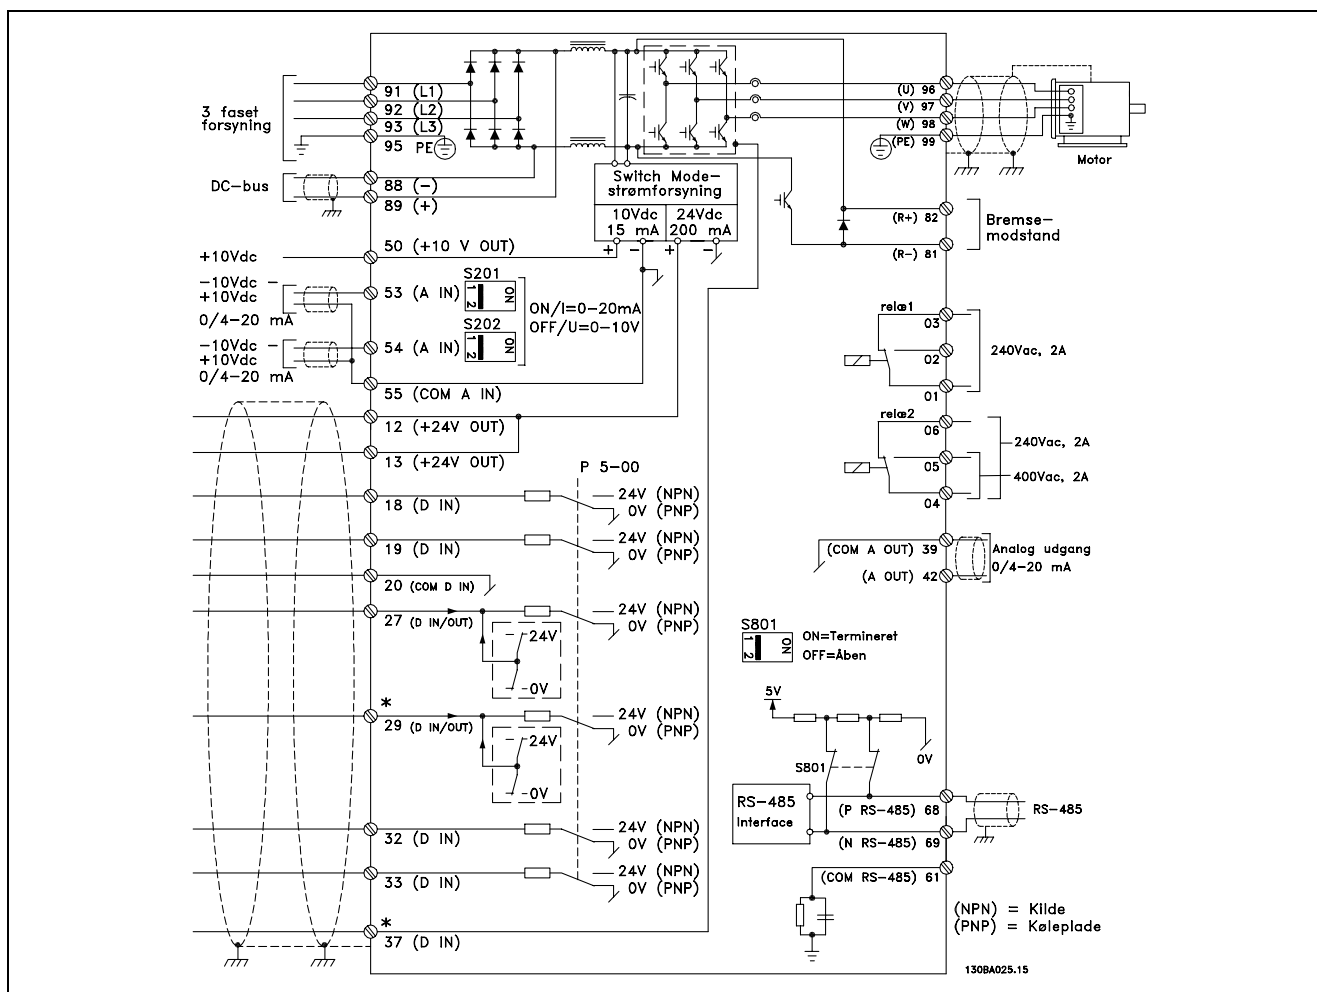 3 faset
forsyning
91 (L1)
92 (L2)
93 (L3)
95 PE
DC-bus
88 (-)
89 (+)
+10Vdc
50 (+10 V OUT)
-10Vdc -
+10Vdc
0/4-20 mA
53 (A IN)
-10Vdc -
+10Vdc
0/4-20 mA
54 (A IN)
55 (COM A IN)
12 (+24V OUT)
13 (+24V OUT)
18 (D IN)
19 (D IN)
20 (COM D IN)
27 (D IN/OUT)
*
29 (D IN/OUT)
32 (D IN)
33 (D IN)
*
37 (D IN)
S201
1 2
ON
S202
1 2
ON
ON/I=0-20mA
OFF/U=0-10V
Switch Mode-
strømforsyning
10Vdc
15 mA
24Vdc
200 mA
+ - + -
P 5-00
24V (NPN)
0V (PNP)
24V (NPN)
0V (PNP)
24V (NPN)
0V (PNP)
24V
0V
24V (NPN)
0V (PNP)
24V
0V
24V (NPN)
0V (PNP)
24V (NPN)
0V (PNP)
(U) 96
(V) 97
(W) 98
(PE) 99
Motor
(R+) 82
(R-) 81
Bremse-
modstand
relæ1
03
02
01
240Vac, 2A
relæ2
06
05
04
240Vac, 2A
400Vac, 2A
(COM A OUT) 39
(A OUT) 42
Analog udgang
0/4-20 mA
S801
1 2
ON
ON=Termineret
OFF=Åben
5V
0V
S801
RS-485
Interface
(P RS-485) 68
(N RS-485) 69
(COM RS-485) 61
RS-485
(NPN) = Kilde
(PNP) = Køleplade
130BA025.15